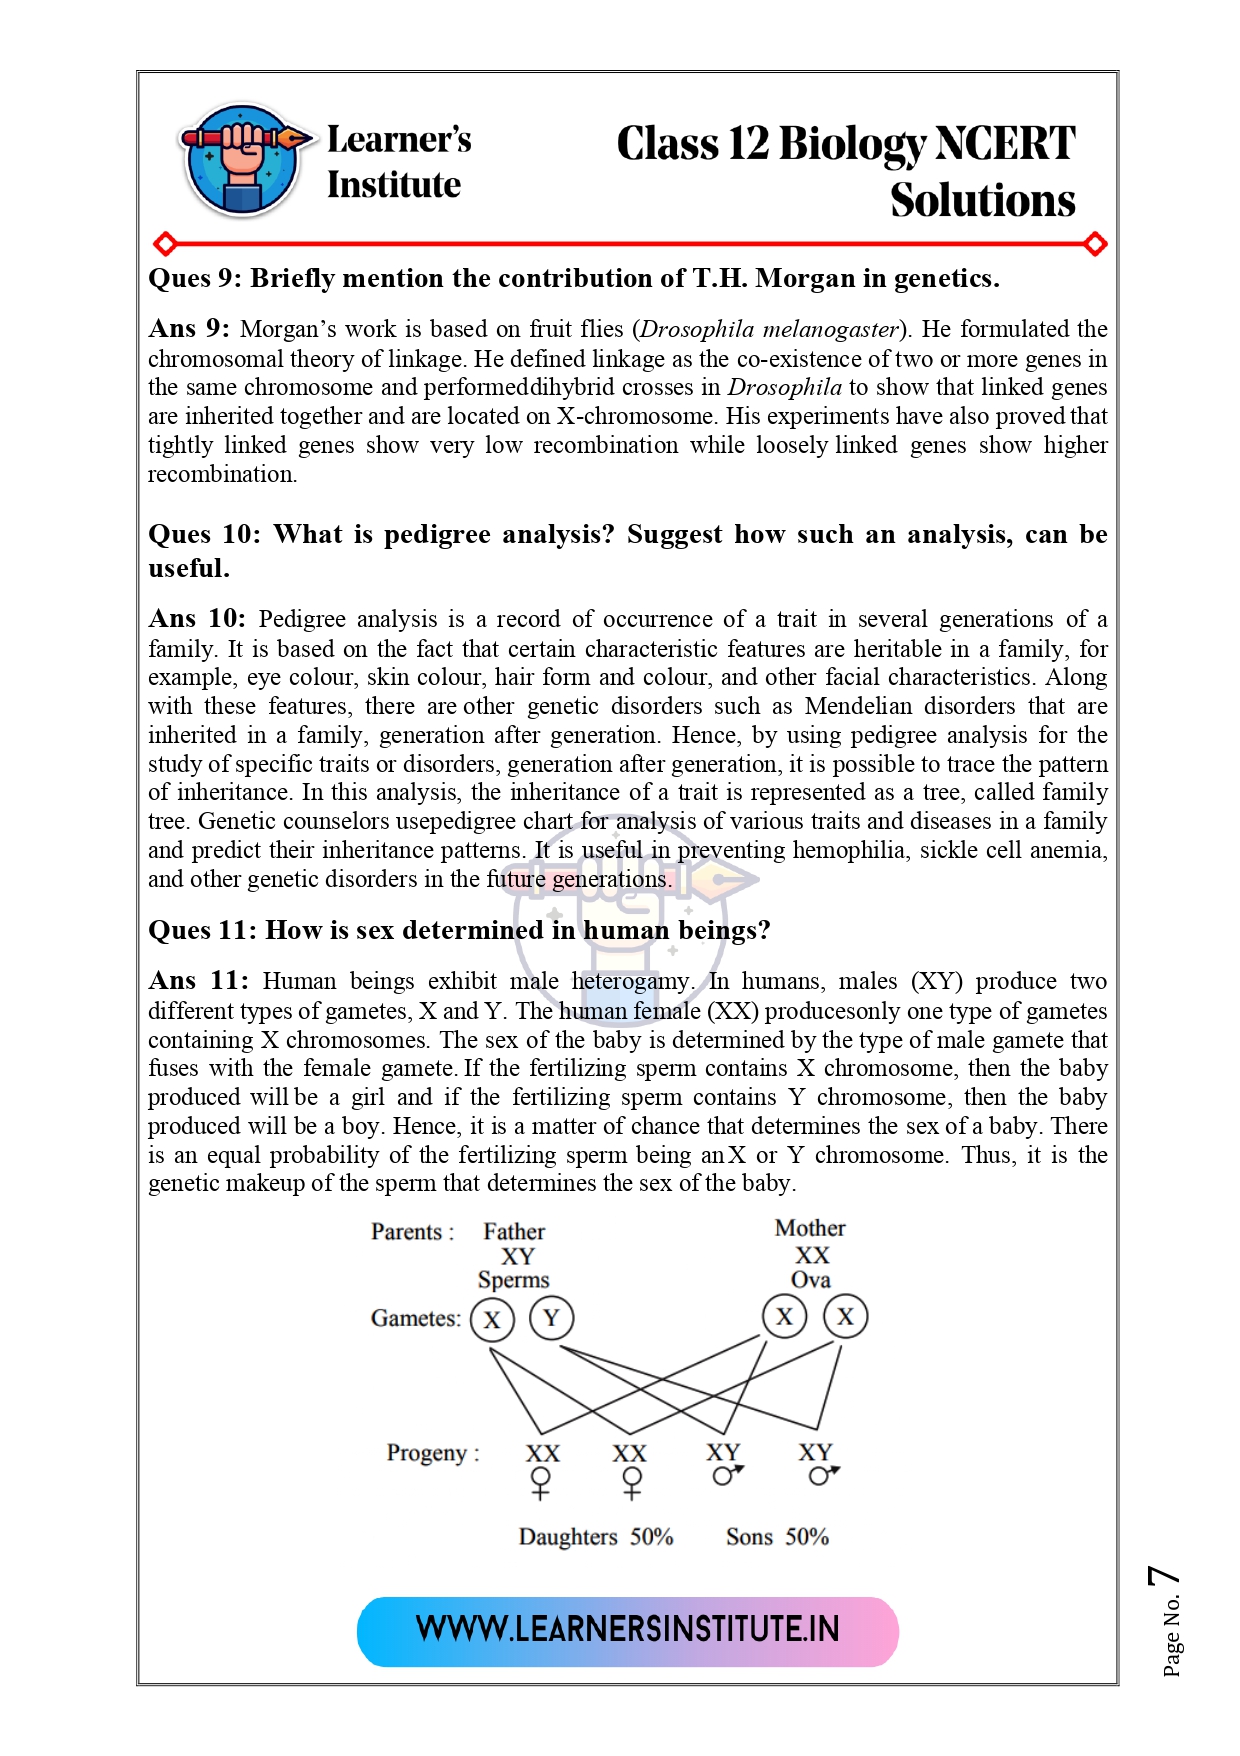 Learner's
Institute
Class 12 Biology NCERT
Solutions
Ques 9: Briefly mention the contribution of T.H. Morgan in genetics.
Ans 9: Morgan's work is based on fruit flies (Drosophila melanogaster). He formulated the
chromosomal theory of linkage. He defined linkage as the co-existence of two or more genes in
the same chromosome and performeddihybrid crosses in Drosophila to show that linked genes
are inherited together and are located on X-chromosome. His experiments have also proved that
tightly linked genes show very low recombination while loosely linked genes show higher
recombination.
Ques 10: What is pedigree analysis? Suggest how such an analysis, can be
useful.
Ans 10: Pedigree analysis is a record of occurrence of a trait in several generations of a
family. It is based on the fact that certain characteristic features are heritable in a family, for
example, eye colour, skin colour, hair form and colour, and other facial characteristics. Along
with these features, there are other genetic disorders such as Mendelian disorders that are
inherited in a family, generation after generation. Hence, by using pedigree analysis for the
study of specific traits or disorders, generation after generation, it is possible to trace the pattern
of inheritance. In this analysis, the inheritance of a trait is represented as a tree, called family
tree. Genetic counselors usepedigree chart for analysis of various traits and diseases in a family
and predict their inheritance patterns. It is useful in preventing hemophilia, sickle cell anemia,
and other genetic disorders in the future generations.
Ques 11: How is sex determined in human beings?
Ans 11: Human beings exhibit male heterogamy. In humans, males (XY) produce two
different types of gametes, X and Y. The human female (XX) producesonly one type of gametes
containing X chromosomes. The sex of the baby is determined by the type of male gamete that
fuses with the female gamete. If the fertilizing sperm contains X chromosome, then the baby
produced will be a girl and if the fertilizing sperm contains Y chromosome, then the baby
produced will be a boy. Hence, it is a matter of chance that determines the sex of a baby. There
is an equal probability of the fertilizing sperm being an X or Y chromosome. Thus, it is the
genetic makeup of the sperm that determines the sex of the baby.
Parents : Father Mother
XY XX
Sperms Ova
Gametes: X Y X X
Progeny : XX XX XY XY
♀ ♀ ♂ ♂
Daughters 50% Sons 50%
WWW.LEARNERSINSTITUTE.IN
Page No. 7